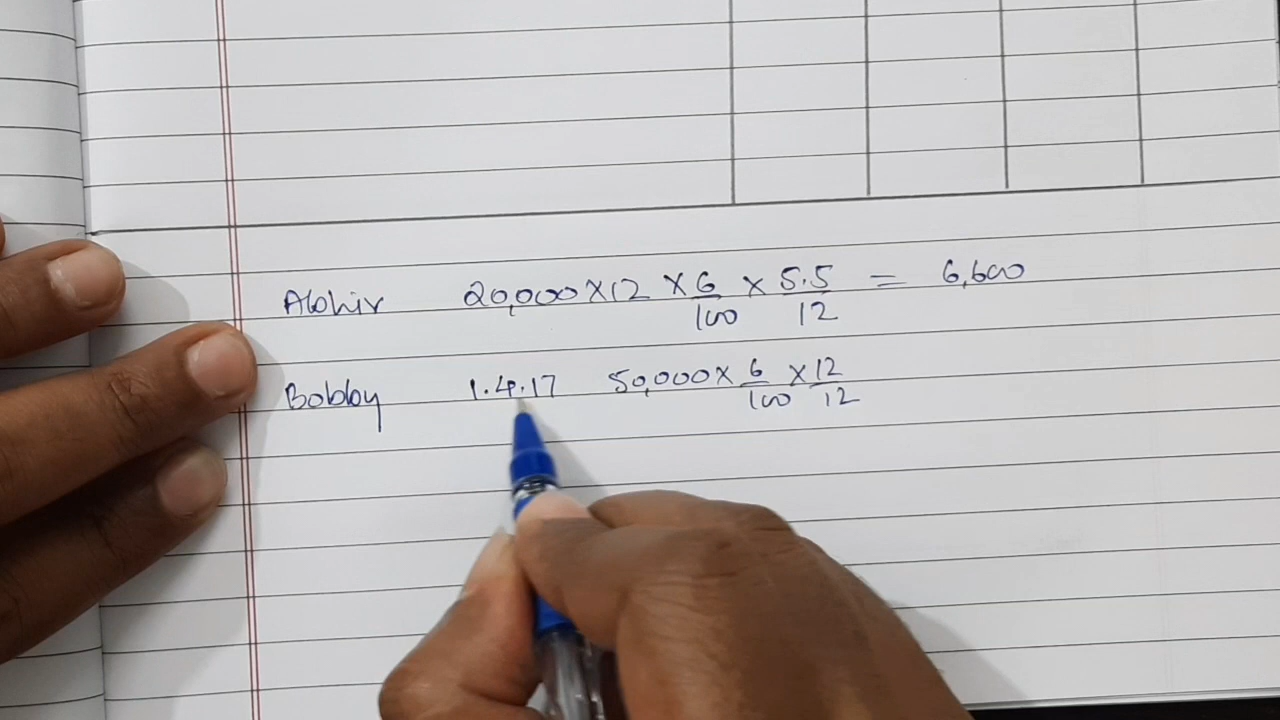 Abhir 20,000 × 12 × 6/100 × 5.5/12 = 6,600
Bobby 1.4.17 50,000 × 6/100 × 12/12